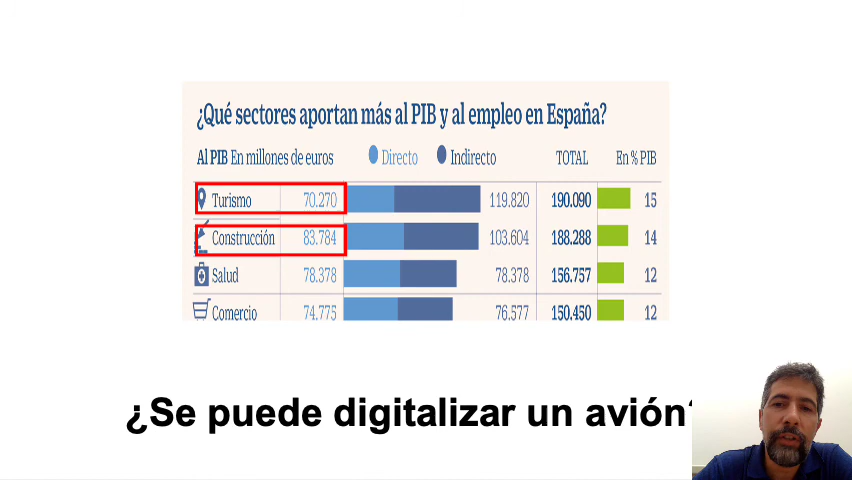 ¿Qué sectores aportan más al PIB y al empleo en España?
Al PIB En millones de euros Directo Indirecto TOTAL En % PIB
Turismo 70.270 119.820 190.090 15
Construcción 83.784 103.604 188.288 14
Salud 78.378 78.378 156.757 12
Comercio 74.775 76.577 150.450 12
¿Se puede digitalizar un avión?